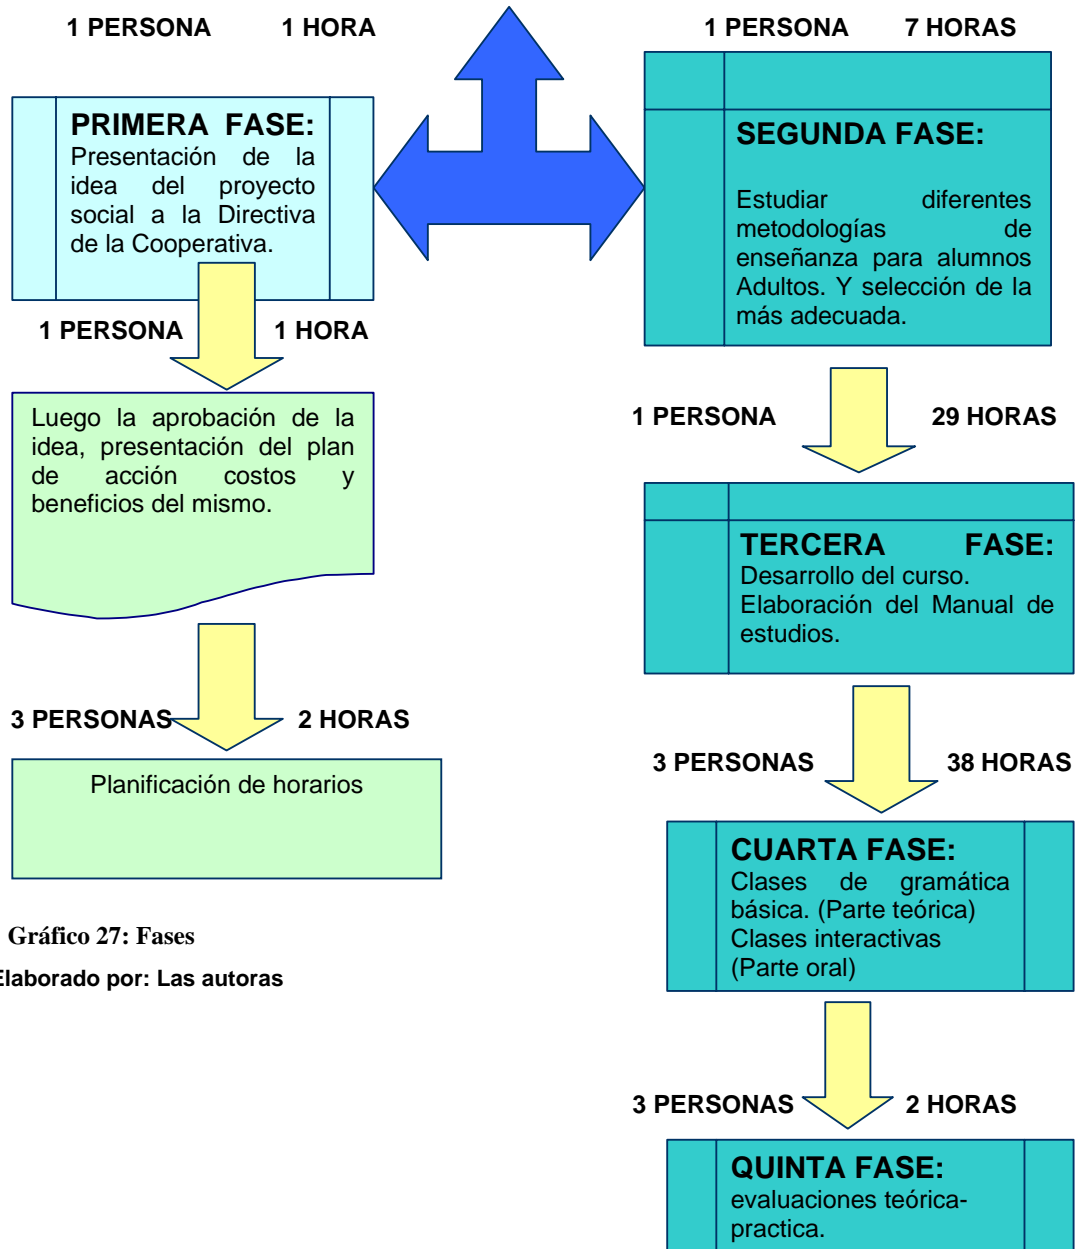 1 PERSONA 1 HORA
PRIMERA FASE:
Presentación de la
idea del proyecto
social a la Directiva
de la Cooperativa.
1 PERSONA 1 HORA
Luego la aprobación de la
idea, presentación del plan
de acción costos y
beneficios del mismo.
3 PERSONAS 2 HORAS
Planificación de horarios
Gráfico 27: Fases
Elaborado por: Las autoras
1 PERSONA 7 HORAS
SEGUNDA FASE:
Estudiar diferentes
metodologías de
enseñanza para alumnos
Adultos. Y selección de la
más adecuada.
1 PERSONA 29 HORAS
TERCERA FASE:
Desarrollo del curso.
Elaboración del Manual de
estudios.
3 PERSONAS 38 HORAS
CUARTA FASE:
Clases de gramática
básica. (Parte teórica)
Clases interactivas
(Parte oral)
3 PERSONAS 2 HORAS
QUINTA FASE:
evaluaciones teórica-
practica.